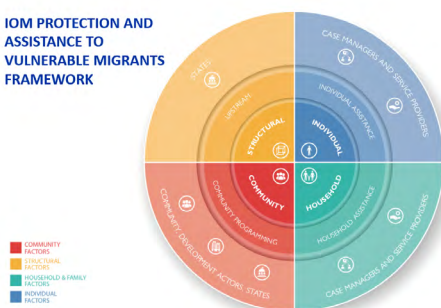 IOM PROTECTION AND
ASSISTANCE TO
VULNERABLE MIGRANTS
FRAMEWORK
STATES
UPSTREAM
STRUCTURAL
CASE MANAGERS AND SERVICE PROVIDERS
INDIVIDUAL ASSISTANCE
INDIVIDUAL
COMMUNITY, DEVELOPMENT ACTORS, STATES
COMMUNITY PROGRAMMING
COMMUNITY
HOUSEHOLD
HOUSEHOLD ASSISTANCE
CASE MANAGERS AND SERVICE PROVIDERS
COMMUNITY
FACTORS
STRUCTURAL
FACTORS
HOUSEHOLD & FAMILY
FACTORS
INDIVIDUAL
FACTORS